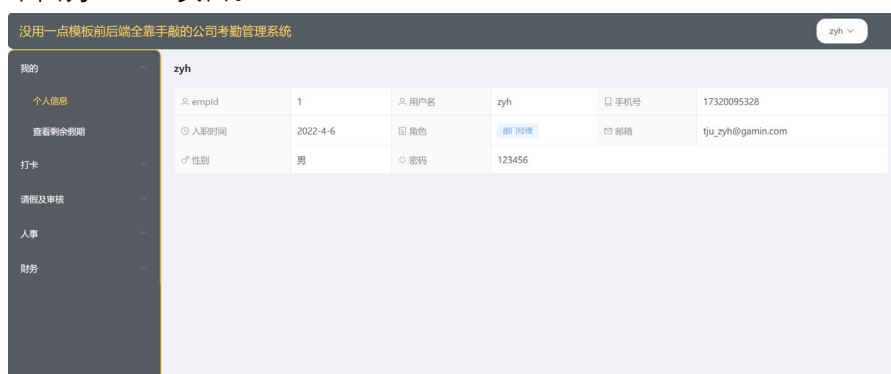 没用一点模板前后端全靠手敲的公司考勤管理系统
zyh
我的
个人信息
查看剩余假期
打卡
请假及审核
人事
财务
zyh
empId 1 用户名 zyh 手机号 17320095328
入职时间 2022-4-6 角色 部门经理 邮箱 tju_zyh@gamin.com
性别 男 密码 123456